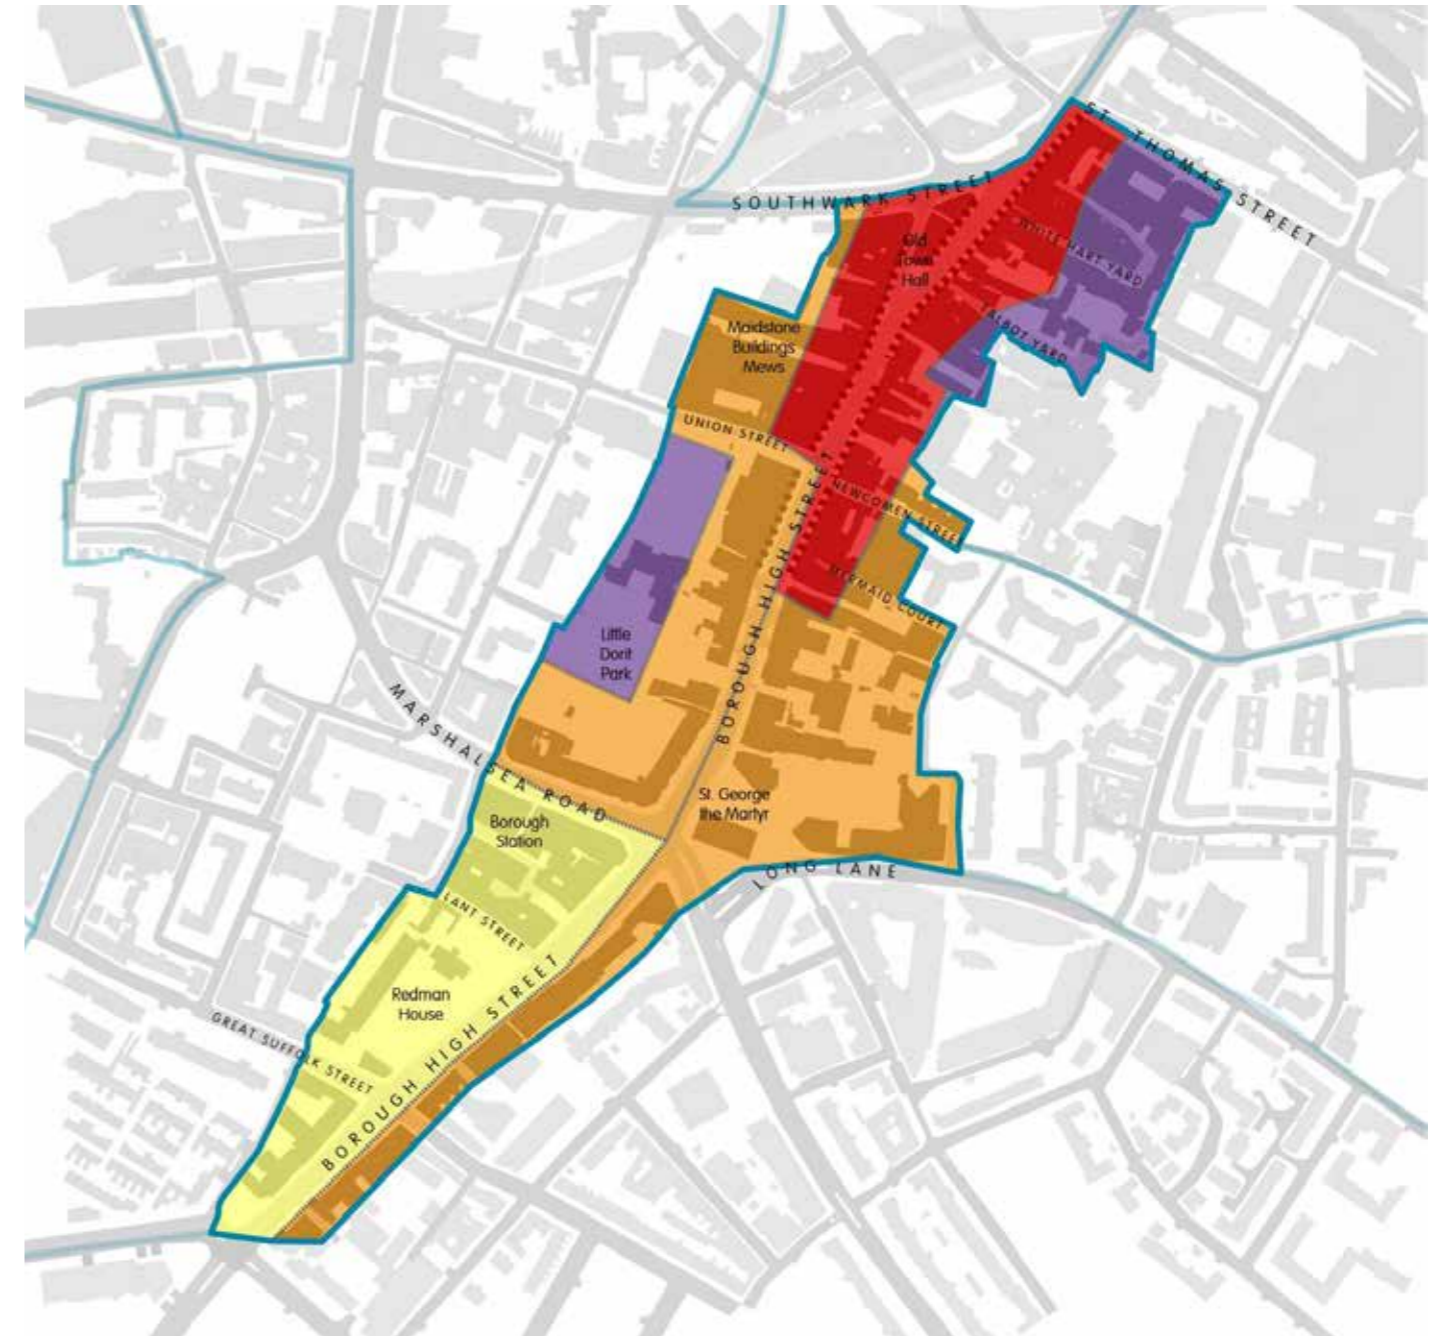 ST. THOMAS STREET
SOUTHWARK STREET
WHITE HART YARD
Old
Town
Hall
TALBOT YARD
Maidstone
Buildings
Mews
UNION STREET
NEWCOMEN STREET
BOROUGH HIGH STREET
MERMAID COURT
Little
Dorit
Park
MARSHALSEA ROAD
St. George
the Martyr
Borough
Station
LONG LANE
LANT STREET
Redman
House
GREAT SUFFOLK STREET
BOROUGH HIGH STREET